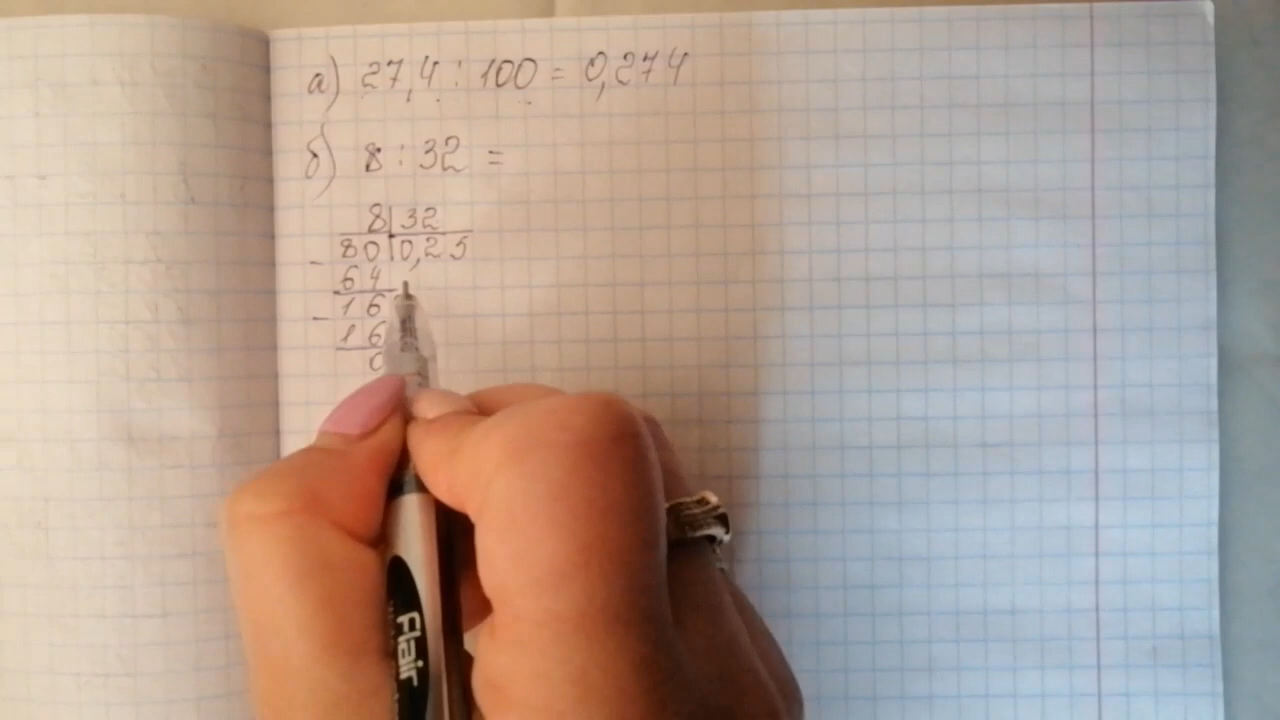 а) 27,4 : 100 = 0,274
б) 8 : 32 =
8 32
- 80 0,25
64
- 16
16
0
Flair